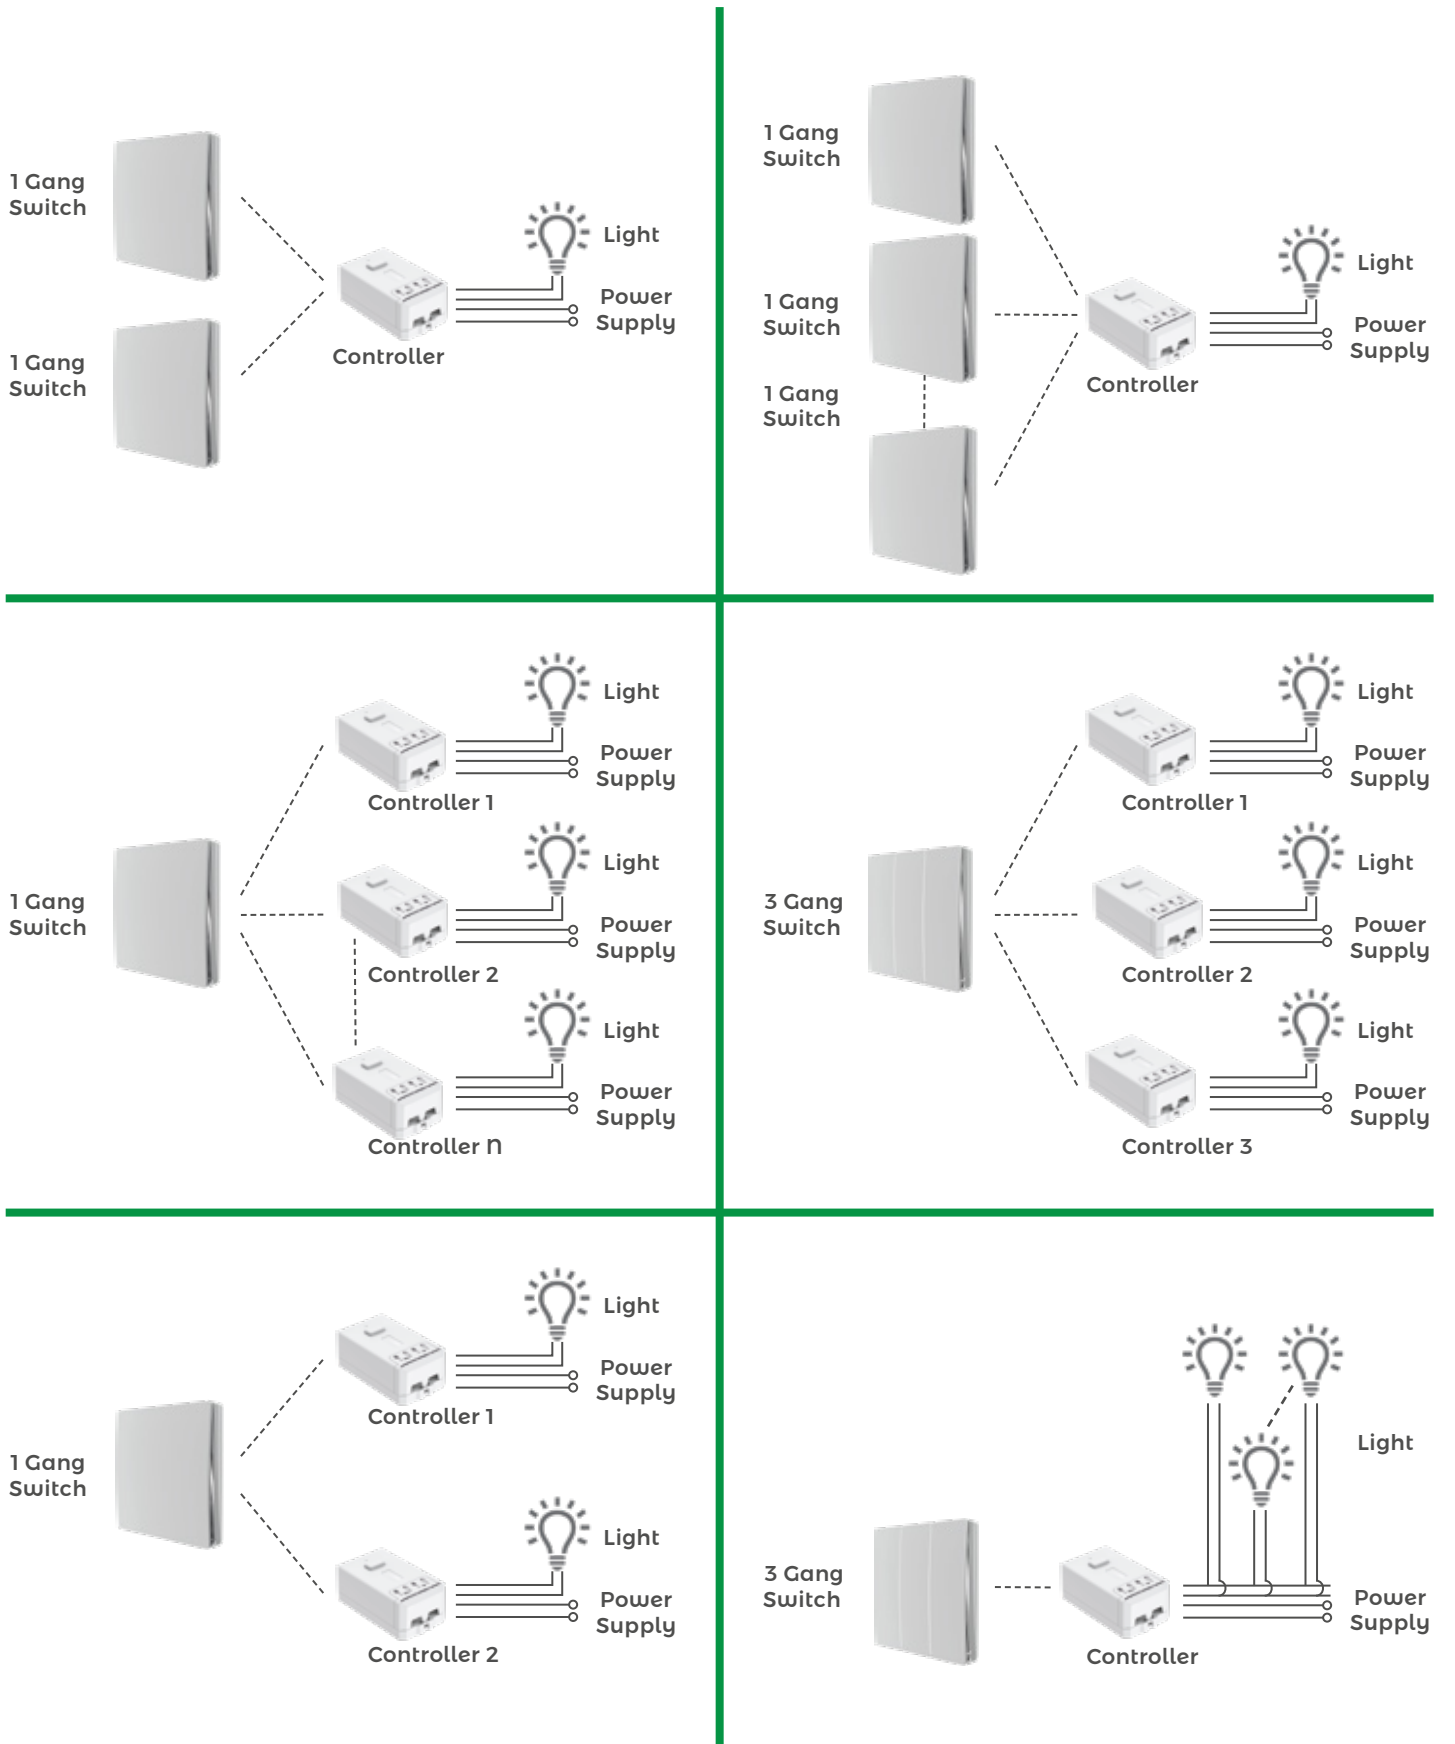 1 Gang
Switch
Light
Power
Supply
Controller
1 Gang
Switch
1 Gang
Switch
1 Gang
Switch
1 Gang
Switch
Light
Power
Supply
Controller
1 Gang
Switch
Light
Power
Supply
Controller 1
Light
Power
Supply
Controller 2
Light
Power
Supply
Controller N
3 Gang
Switch
Light
Power
Supply
Controller 1
Light
Power
Supply
Controller 2
Light
Power
Supply
Controller 3
1 Gang
Switch
Light
Power
Supply
Controller 1
Light
Power
Supply
Controller 2
Light
3 Gang
Switch
Power
Supply
Controller